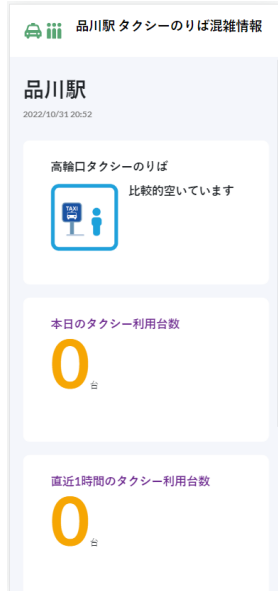 品川駅 タクシーのりば混雑情報
品川駅
2022/10/31 20:52
高輪口タクシーのりば
TAXI
比較的空いています
本日のタクシー利用台数
0台
直近1時間のタクシー利用台数
0台